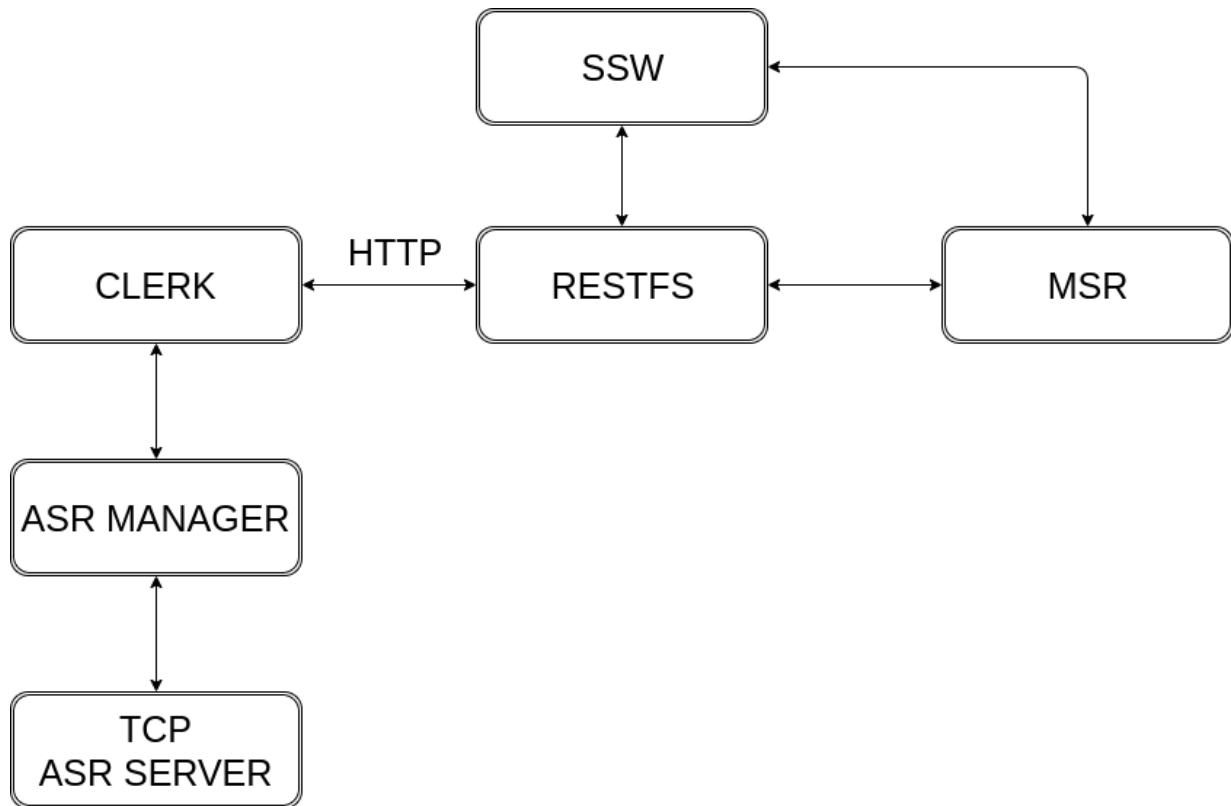 SSW
HTTP
CLERK
RESTFS
MSR
ASR MANAGER
TCP
ASR SERVER